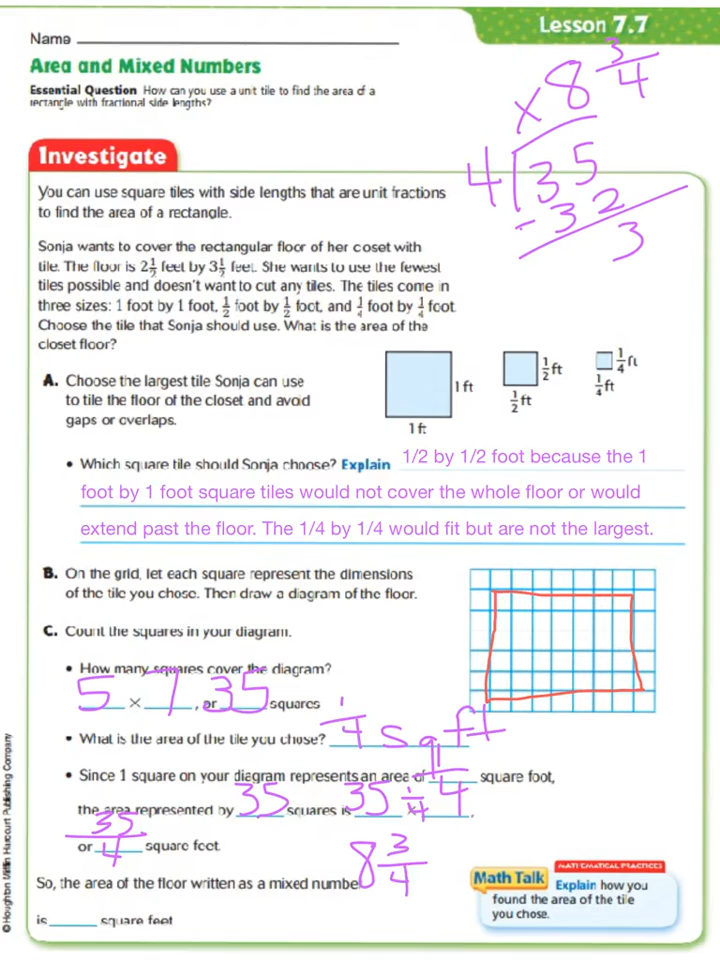 Lesson 7.7
Name
Area and Mixed Numbers
Essential Question How can you use a unit tile to find the area of a
rectangle with fractional side lengths?
× 8 3/4
4 35
- 32
3
Investigate
You can use square tiles with side lengths that are unit fractions
to find the area of a rectangle.
Sonja wants to cover the rectangular floor of her coset with
tile. The floor is 2 1/2 feet by 3 1/2 feet. She wants to use the fewest
tiles possible and doesn't want to cut any tiles. The tiles come in
three sizes: 1 foot by 1 foot, 1/2 foot by 1/2 foot, and 1/4 foot by 1/4 foot
Choose the tile that Sonja should use. What is the area of the
closet floor?
A. Choose the largest tile Sonja can use
to tile the floor of the closet and avoid
gaps or overlaps.
1 ft
1 ft
1/2 ft
1/2 ft
1/4 ft
1/4 ft
• Which square tile should Sonja choose? Explain 1/2 by 1/2 foot because the 1
foot by 1 foot square tiles would not cover the whole floor or would
extend past the floor. The 1/4 by 1/4 would fit but are not the largest.
B. On the grid, let each square represent the dimensions
of the tile you chose. Then draw a diagram of the floor.
C. Count the squares in your diagram.
• How many squares cover the diagram?
5 × 7, or 35 squares
• What is the area of the tile you chose? 1/4 sq ft
• Since 1 square on your diagram represents an area of 1/4 square foot,
the area represented by 35 squares is 35 ÷ 4,
or 35/4 square feet.
So, the area of the floor written as a mixed number 8 3/4
is square feet
Math Talk
MATHEMATICAL PRACTICES
Explain how you
found the area of the tile
you chose.
© Houghton Mifflin Harcourt Publishing Company